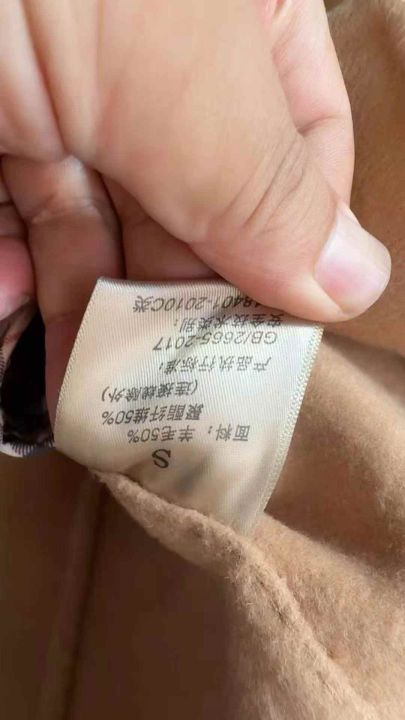 S
面料：羊毛50%
聚酯纤维50%
(连接线除外)
产品执行标准：
GB/2665-2017
安全技术类别：
18401-2010C类